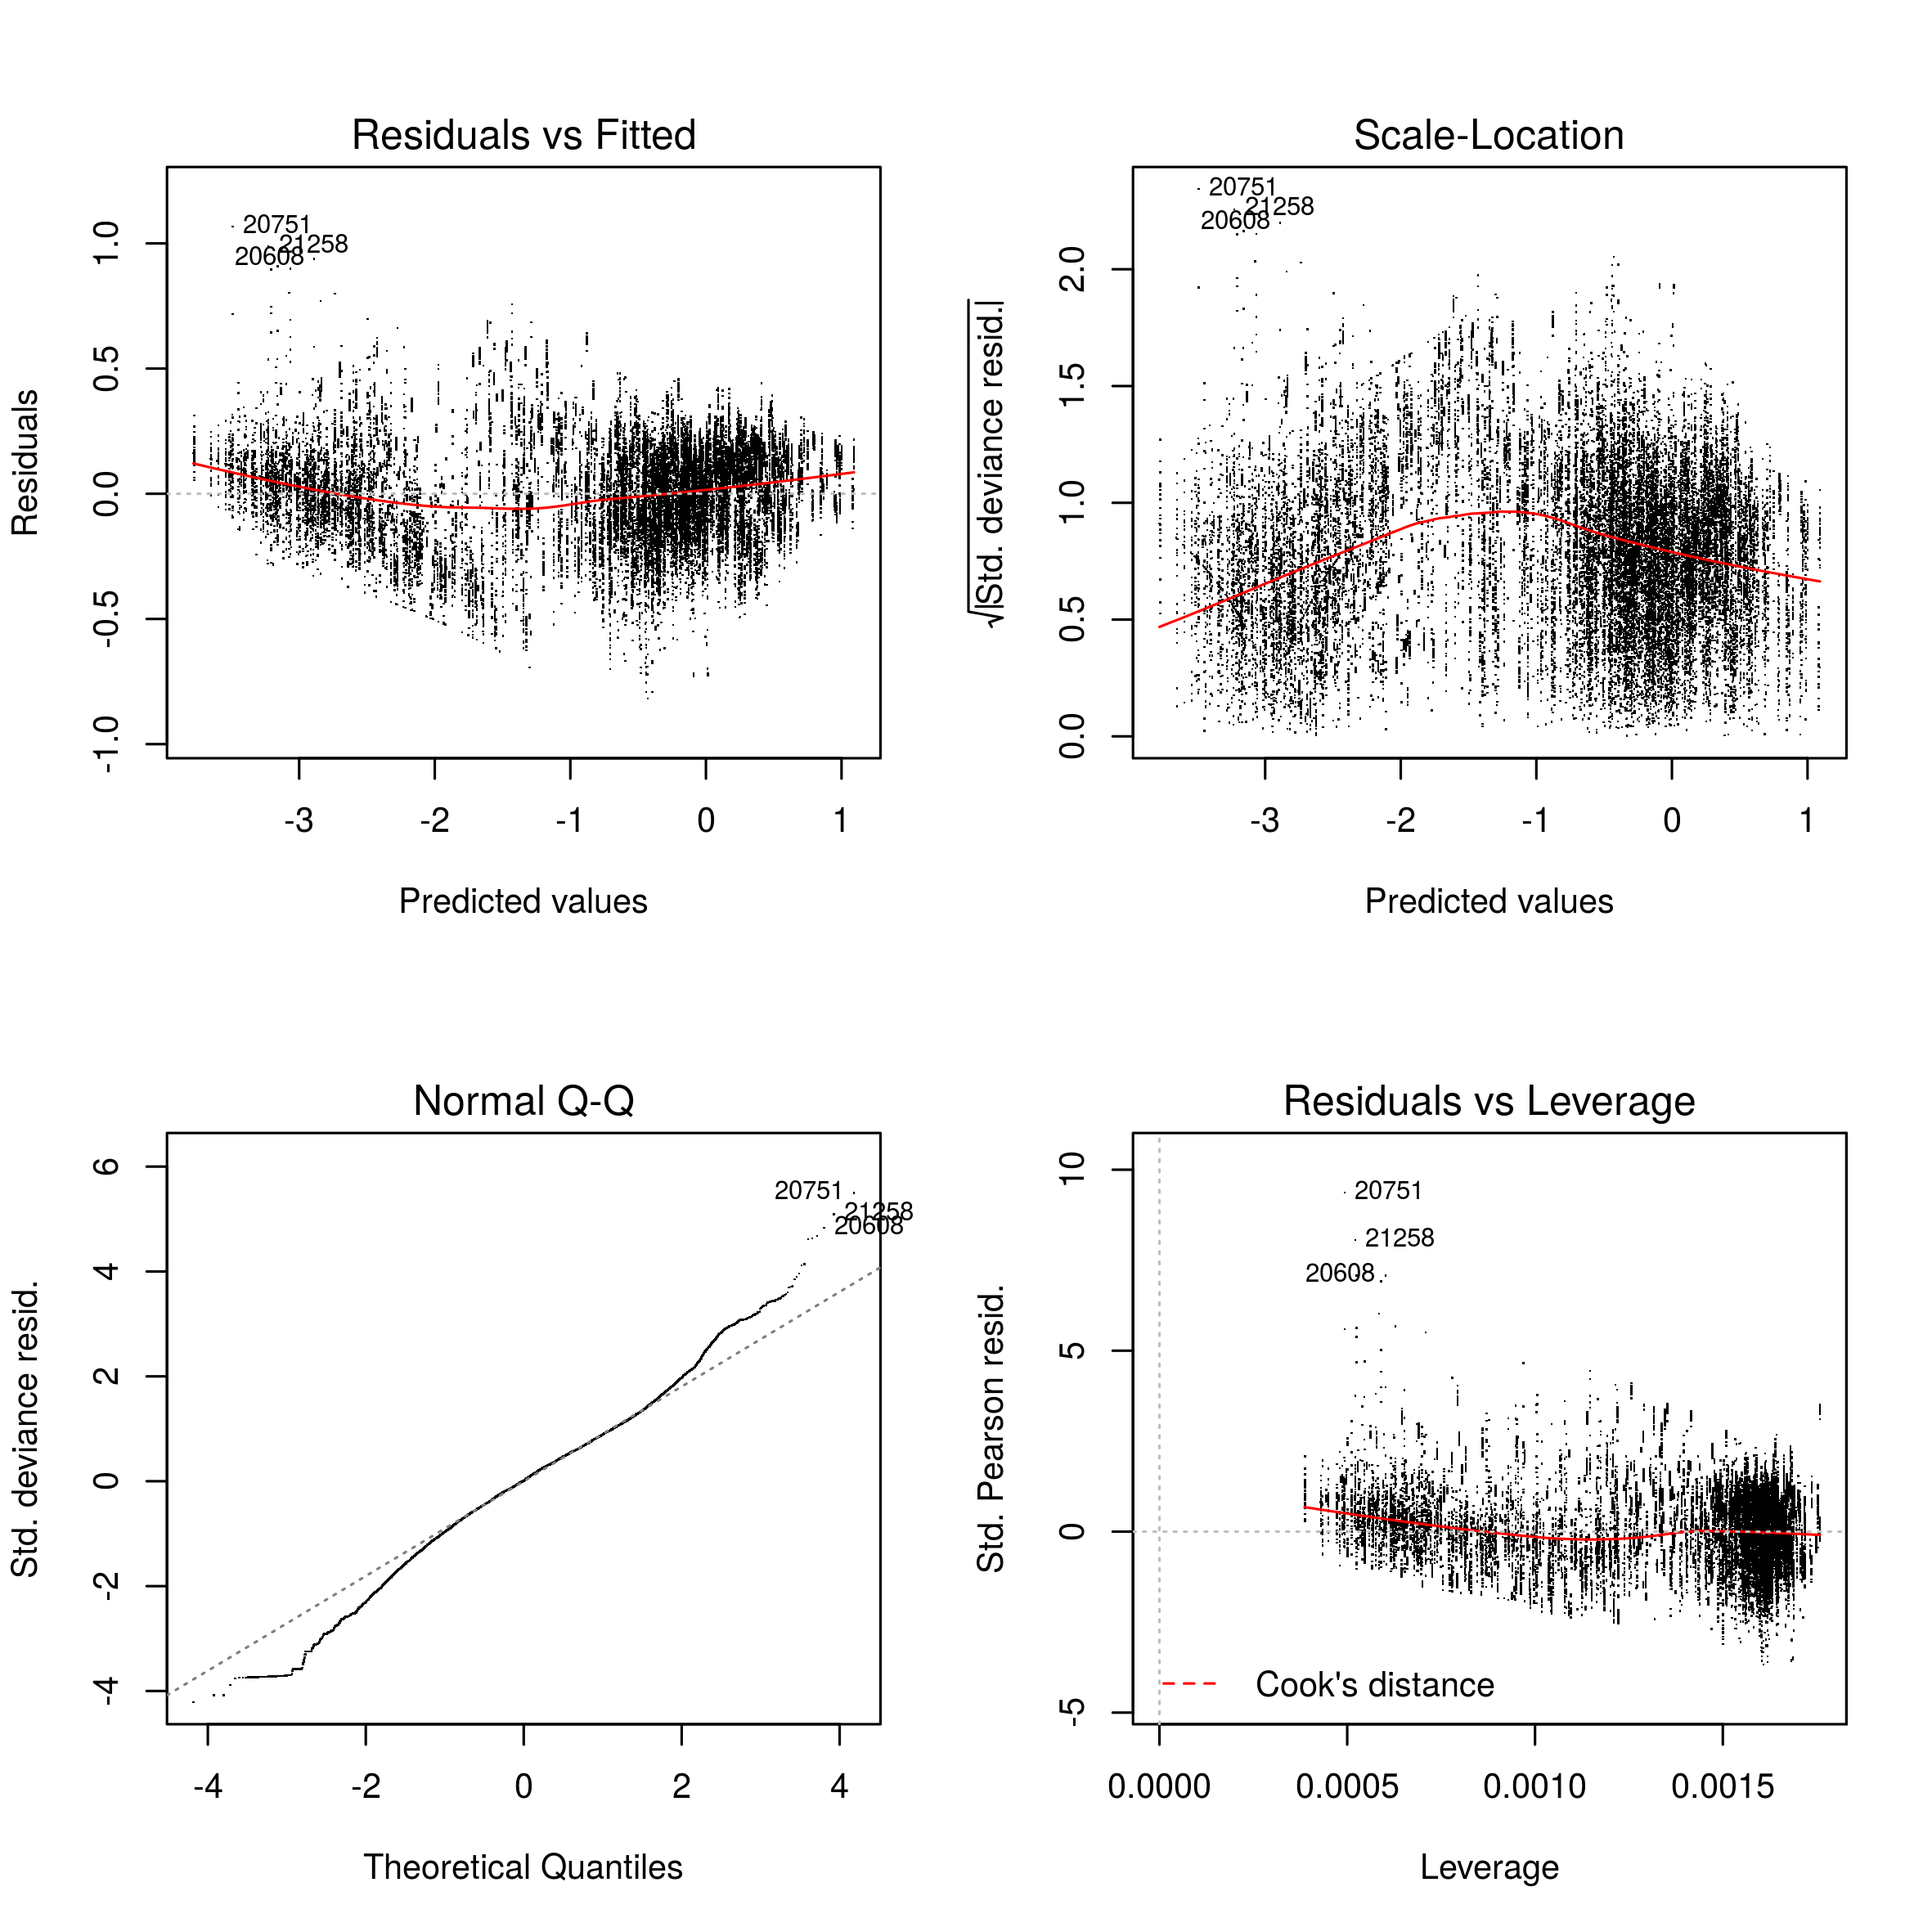 Residuals vs Fitted
Residuals
1.0
0.5
0.0
-0.5
-1.0
20751
21258
20608
-3 -2 -1 0 1
Predicted values
Scale-Location
√|Std. deviance resid.|
2.0
1.5
1.0
0.5
0.0
20751
21258
20608
-3 -2 -1 0 1
Predicted values
Normal Q-Q
Std. deviance resid.
6
4
2
0
-2
-4
20751
21258
20608
-4 -2 0 2 4
Theoretical Quantiles
Residuals vs Leverage
Std. Pearson resid.
10
5
0
-5
20751
21258
20608
Cook's distance
0.0000 0.0005 0.0010 0.0015
Leverage